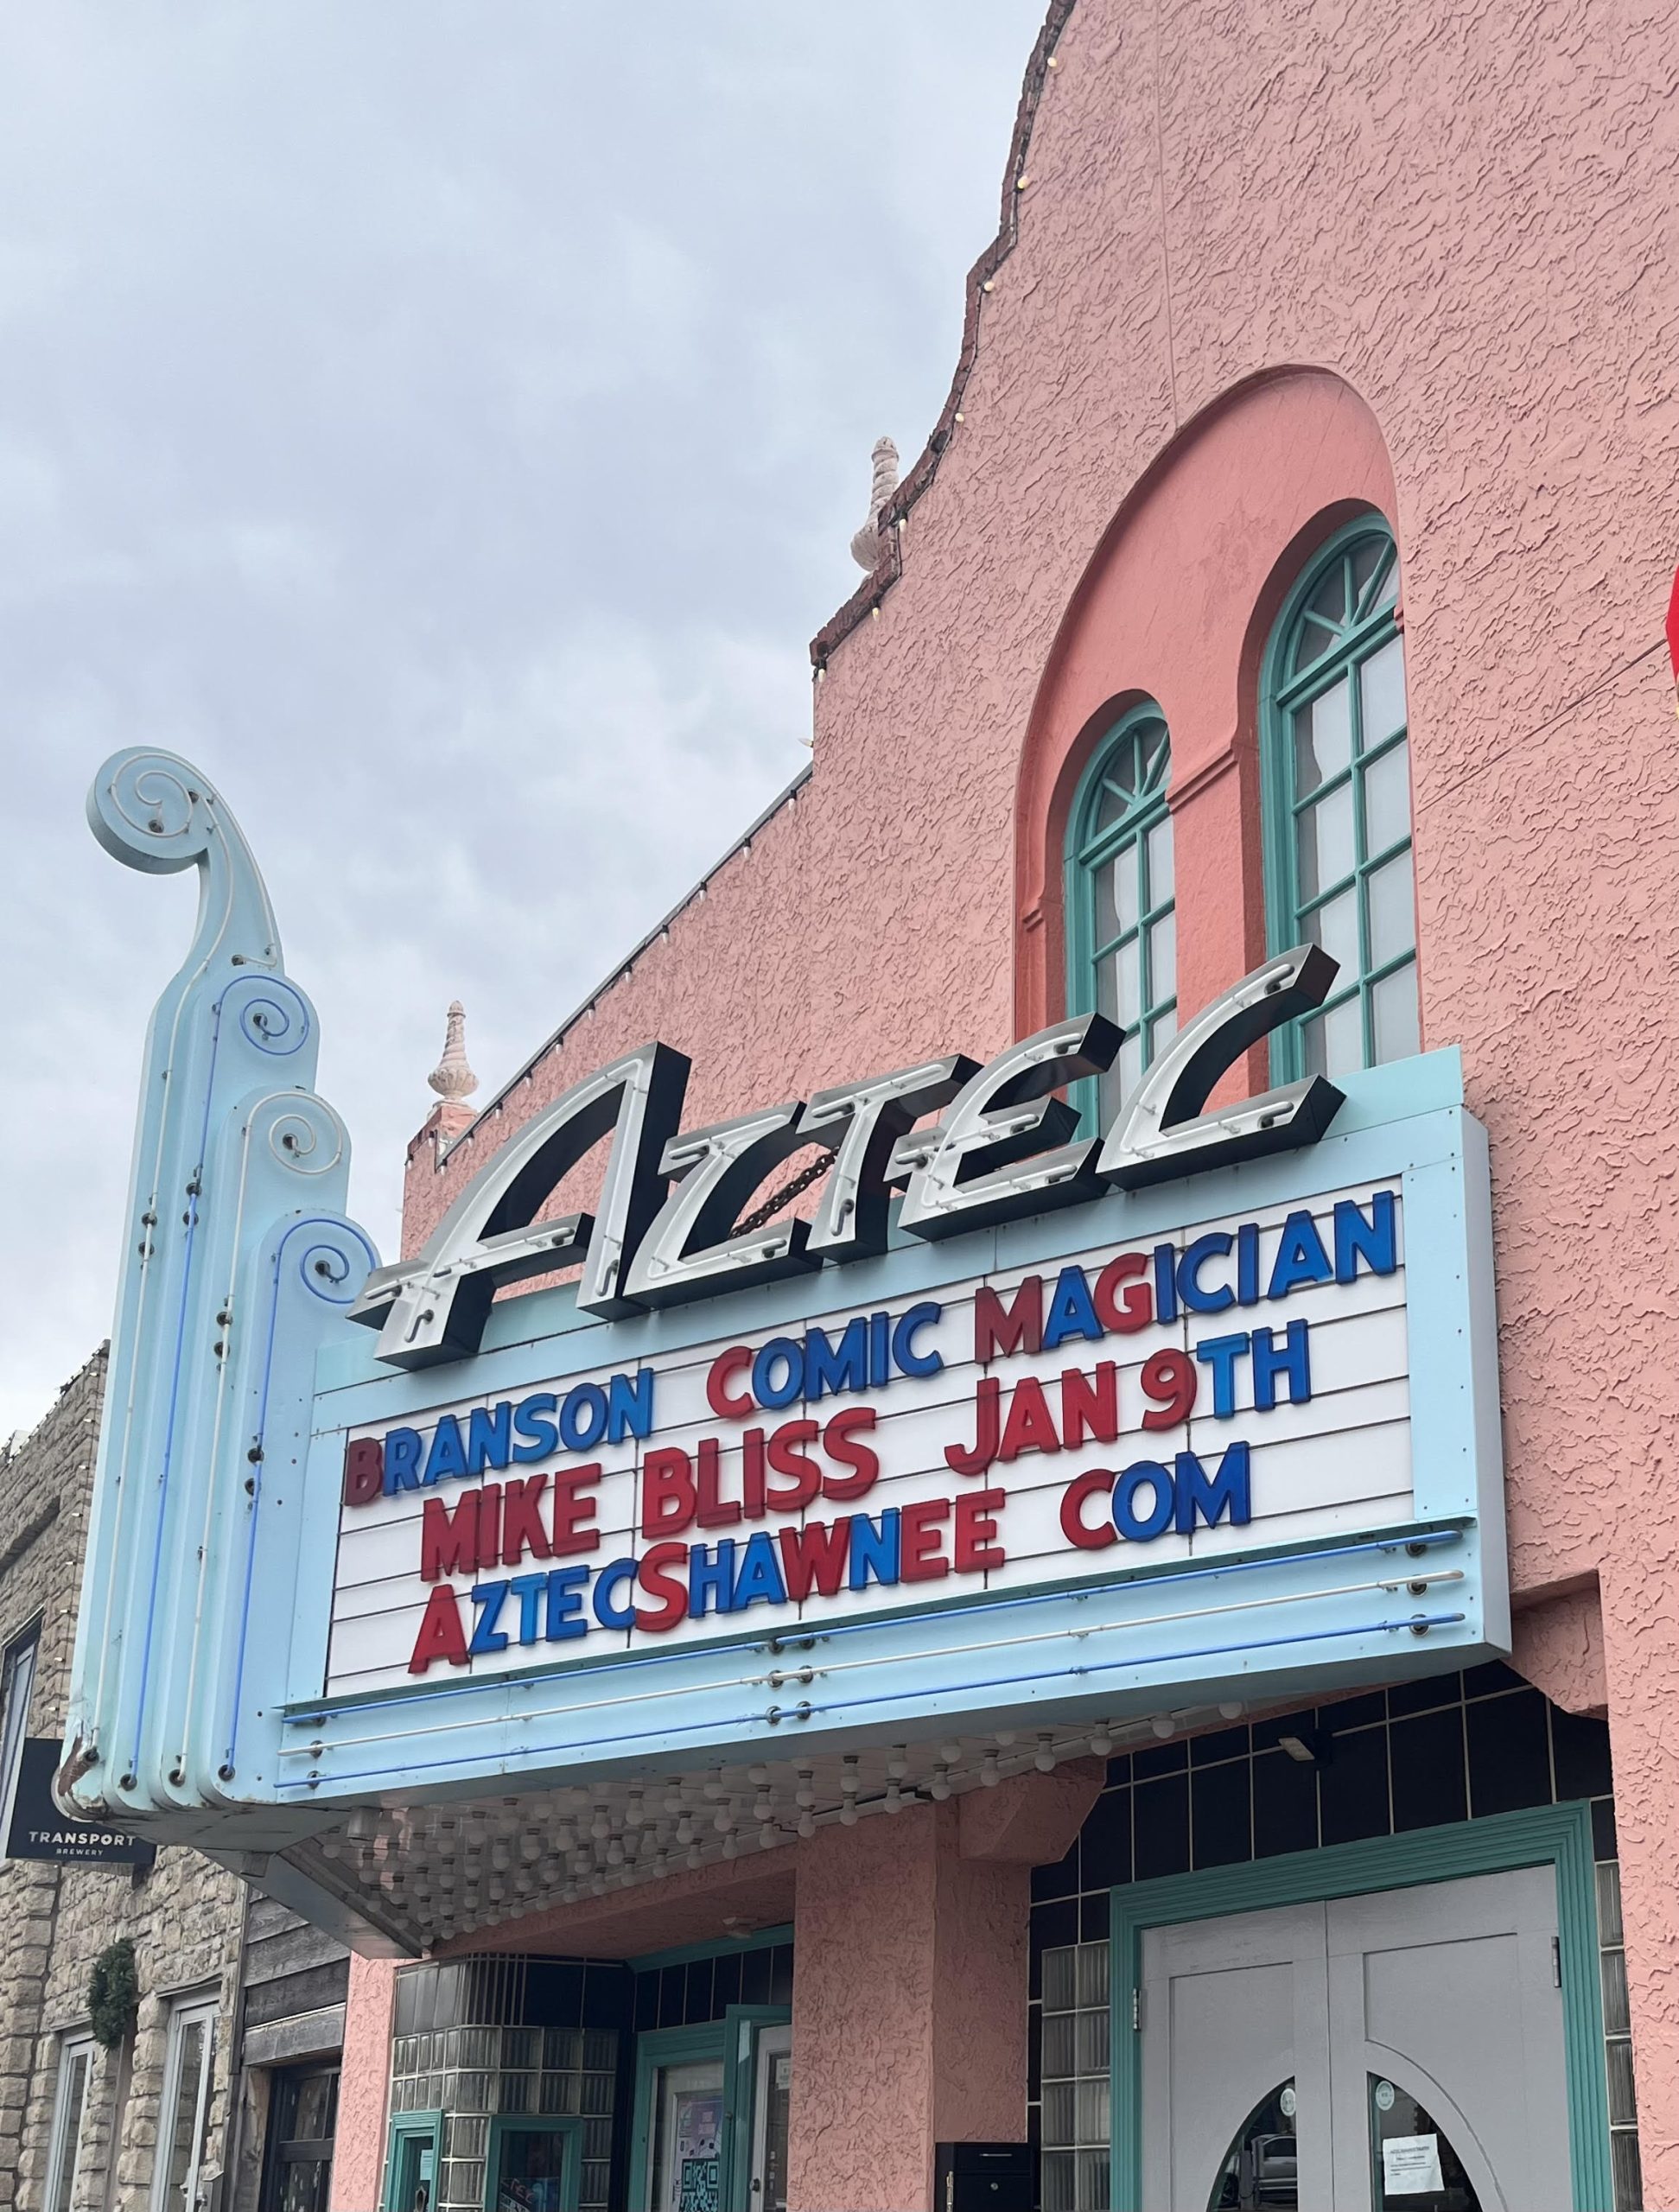 AZTEC
BRANSON COMIC MAGICIAN
MIKE BLISS JAN 9TH
AZTECSHAWNEE COM
TRANSPORT
BREWERY